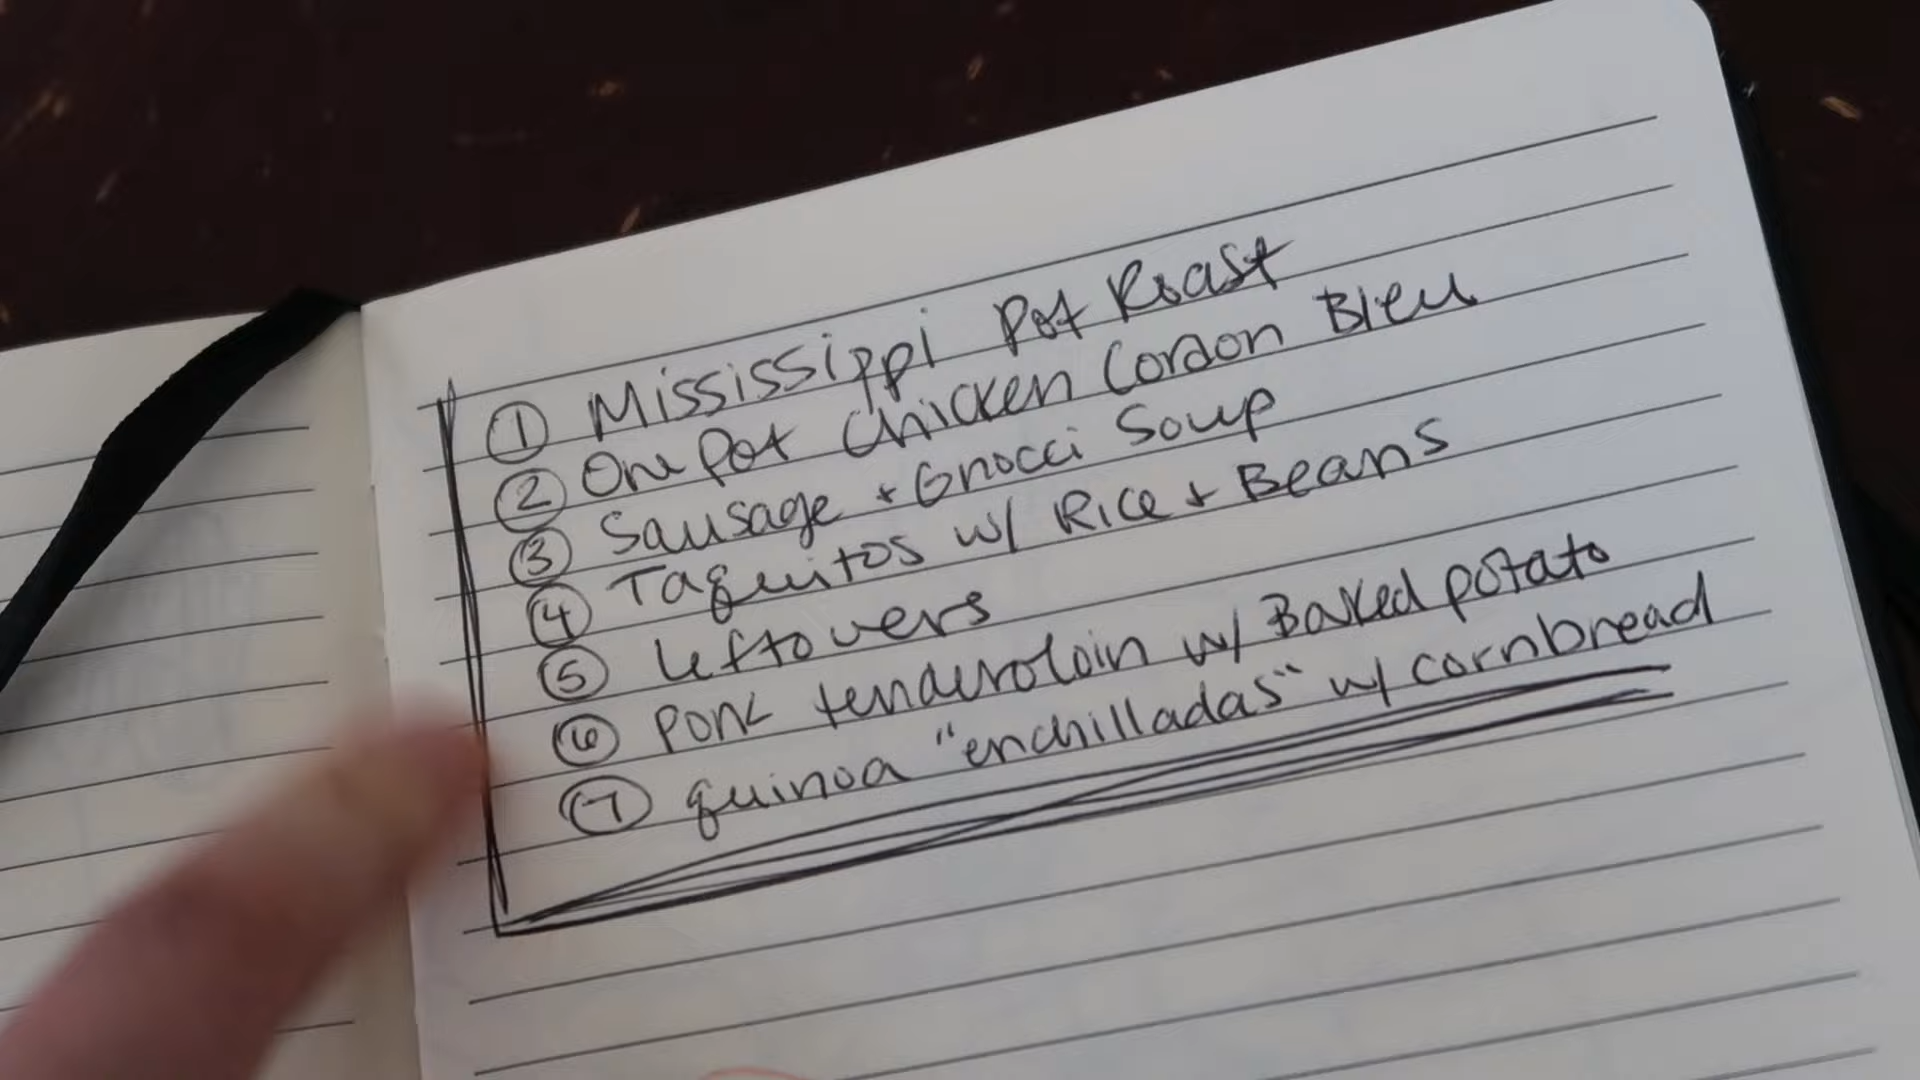 ① Mississippi Pot Roast
② One Pot Chicken Cordon Bleu
③ Sausage + Gnocci Soup
④ Taquitos w/ Rice + Beans
⑤ Leftovers
⑥ Pork tenderoloin w/ Baked potato
⑦ quinoa "enchilladas" w/ cornbread